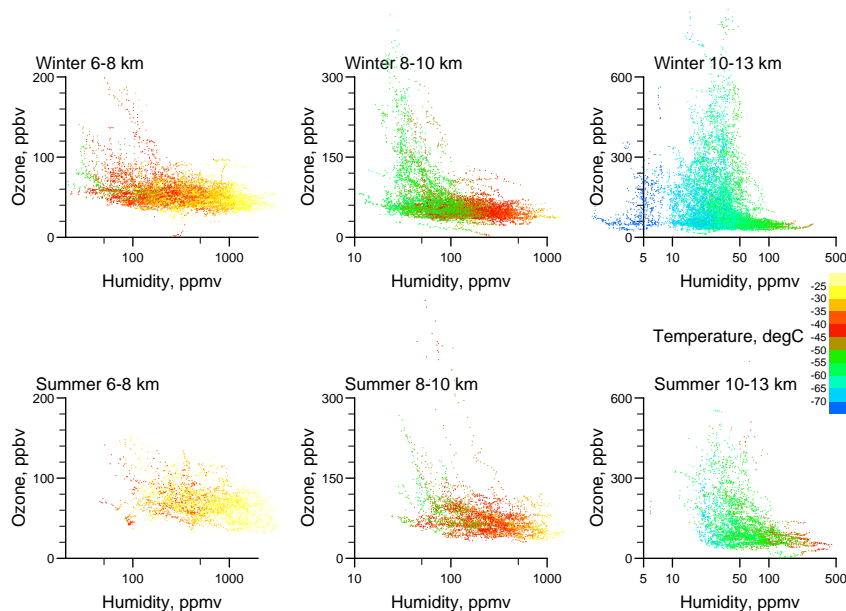 Winter 6-8 km
Winter 8-10 km
Winter 10-13 km
200
100
0
Ozone, ppbv
100
1000
Humidity, ppmv
300
150
0
Ozone, ppbv
10
100
1000
Humidity, ppmv
600
300
0
Ozone, ppbv
5
10
50
100
500
Humidity, ppmv
Temperature, degC
-25
-30
-35
-40
-45
-50
-55
-60
-65
-70
Summer 6-8 km
Summer 8-10 km
Summer 10-13 km
200
100
0
Ozone, ppbv
100
1000
Humidity, ppmv
300
150
0
Ozone, ppbv
10
100
1000
Humidity, ppmv
600
300
0
Ozone, ppbv
5
10
50
100
500
Humidity, ppmv